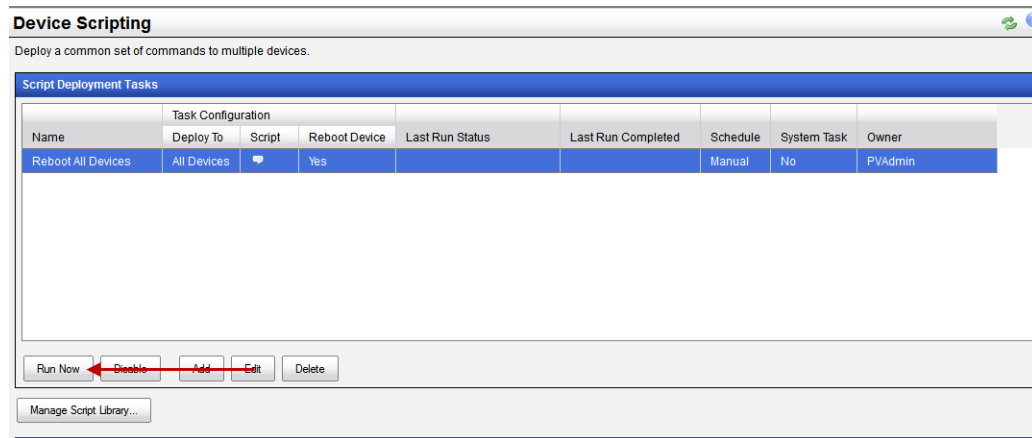 Device Scripting
Deploy a common set of commands to multiple devices.
Script Deployment Tasks
Task Configuration
Name Deploy To Script Reboot Device Last Run Status Last Run Completed Schedule System Task Owner
Reboot All Devices All Devices Yes Manual No PVAdmin
Run Now Disable Add Edit Delete
Manage Script Library...